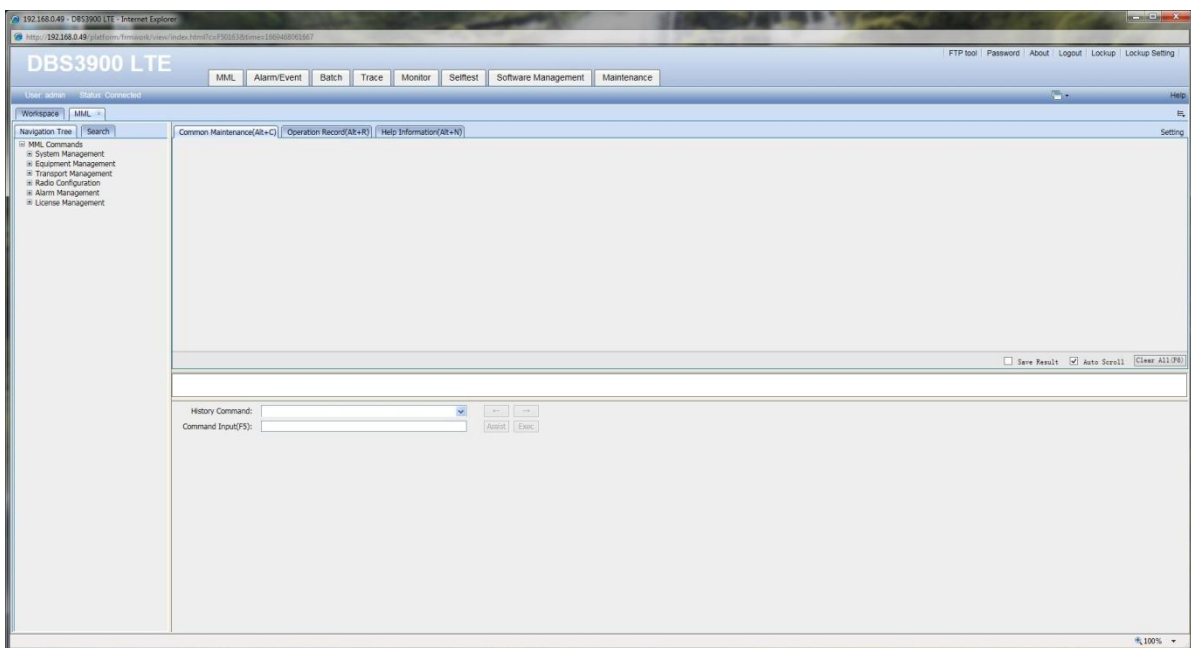 192.168.0.49 - DBS3900 LTE - Internet Explorer
DBS3900 LTE
FTP tool Password About Logout Lockup Lockup Setting
MML Alarm/Event Batch Trace Monitor Selftest Software Management Maintenance
User: admin Status: Connected Help
Workspace MML
Navigation Tree Search Common Maintenance(Alt+C) Operation Record(Alt+R) Help Information(Alt+N) Setting
MML Commands
System Management
Equipment Management
Transport Management
Radio Configuration
Alarm Management
License Management
Save Result Auto Scroll Clear All(F8)
History Command:
Command Input(F5): Assist Exec
100%